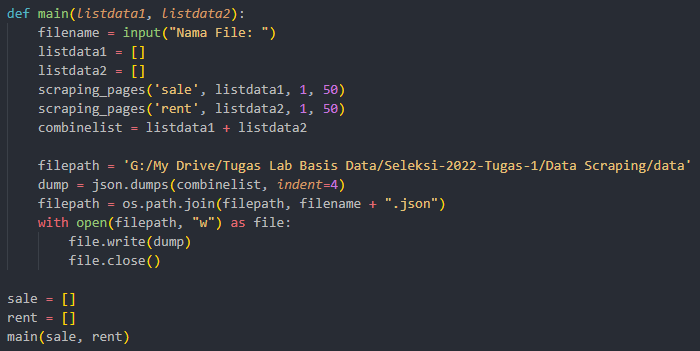 def main(listdata1, listdata2):
    filename = input("Nama File: ")
    listdata1 = []
    listdata2 = []
    scraping_pages('sale', listdata1, 1, 50)
    scraping_pages('rent', listdata2, 1, 50)
    combinelist = listdata1 + listdata2

    filepath = 'G:/My Drive/Tugas Lab Basis Data/Seleksi-2022-Tugas-1/Data Scraping/data'
    dump = json.dumps(combinelist, indent=4)
    filepath = os.path.join(filepath, filename + ".json")
    with open(filepath, "w") as file:
        file.write(dump)
        file.close()

sale = []
rent = []
main(sale, rent)